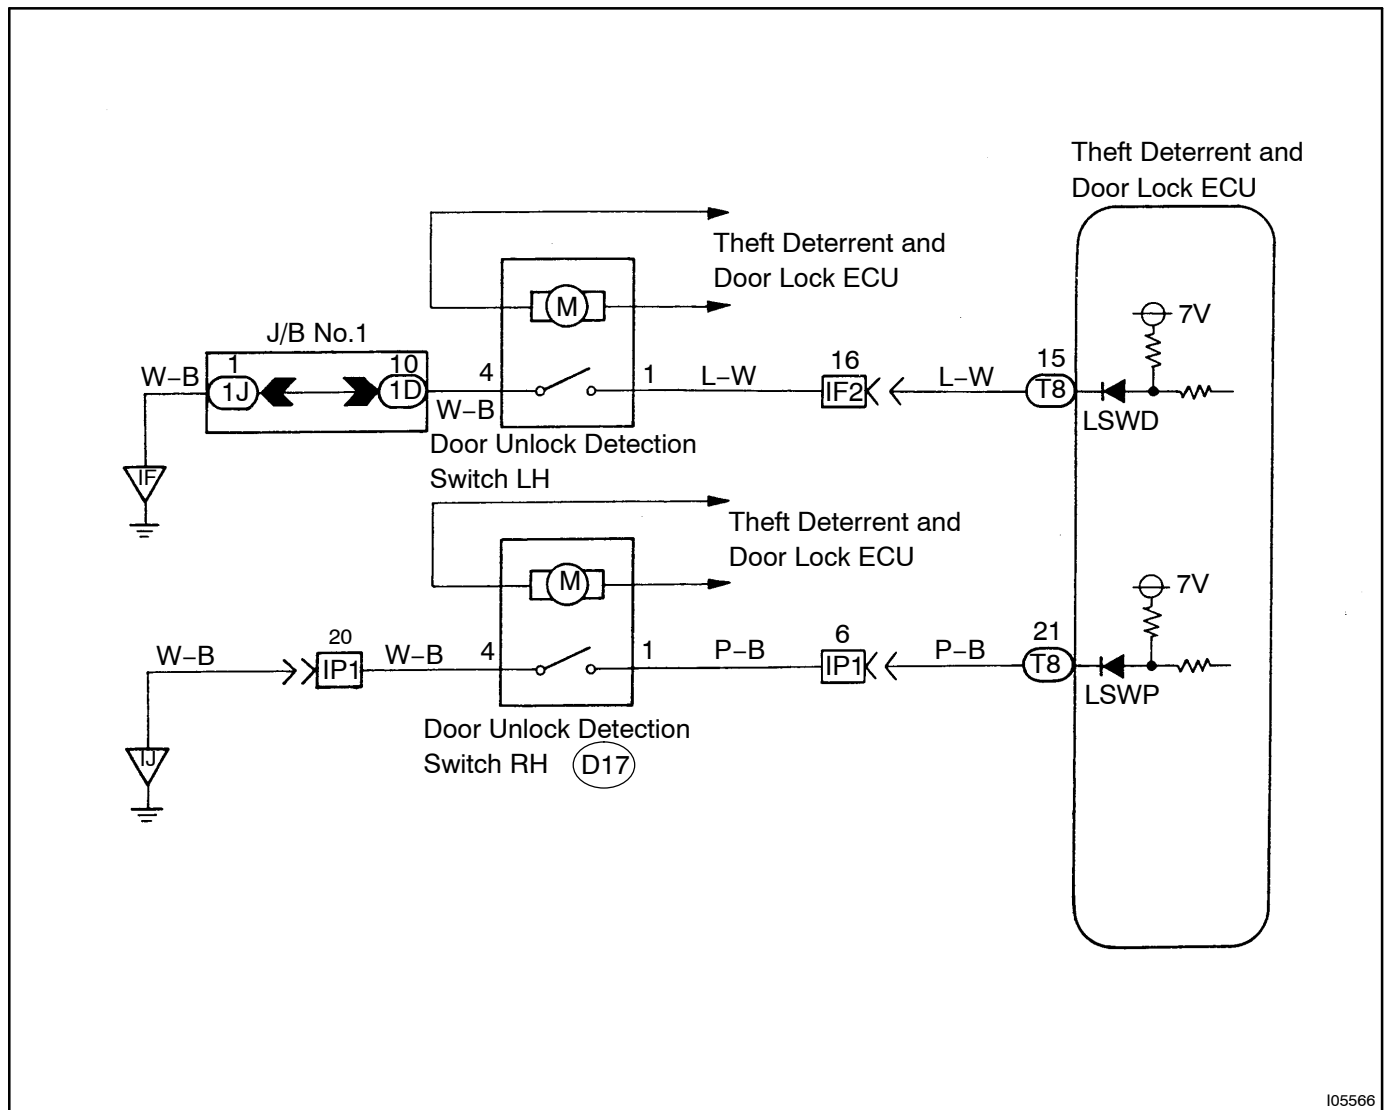 Theft Deterrent and
Door Lock ECU
Theft Deterrent and
Door Lock ECU
M
7V
J/B No.1
W–B
1
1J
10
1D
W–B
4
1
L–W
16
IF2
L–W
15
T8
LSWD
Door Unlock Detection
Switch LH
IF
Theft Deterrent and
Door Lock ECU
M
7V
W–B
20
IP1
W–B
4
1
P–B
6
IP1
P–B
21
T8
LSWP
Door Unlock Detection
Switch RH
D17
IJ
I05566